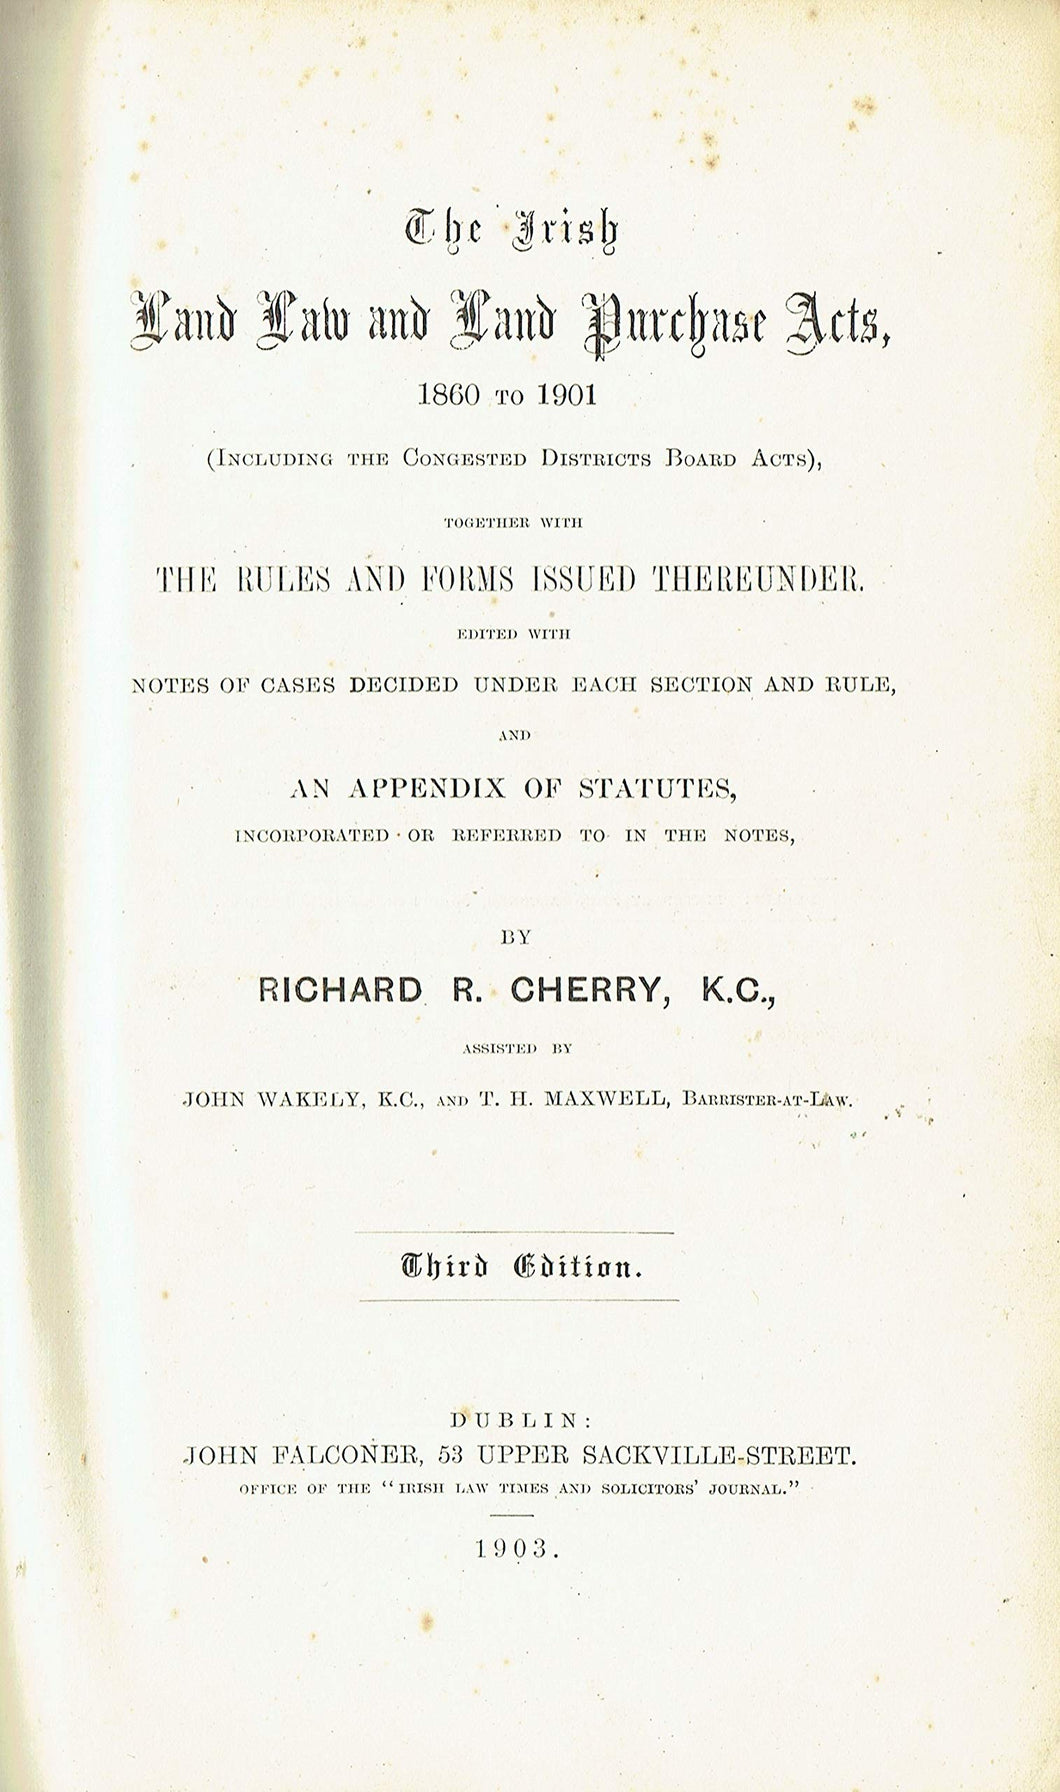 The Irish
Land Law and Land Purchase Acts,
1860 TO 1901
(INCLUDING THE CONGESTED DISTRICTS BOARD ACTS),
TOGETHER WITH
THE RULES AND FORMS ISSUED THEREUNDER.
EDITED WITH
NOTES OF CASES DECIDED UNDER EACH SECTION AND RULE,
AND
AN APPENDIX OF STATUTES,
INCORPORATED OR REFERRED TO IN THE NOTES,
BY
RICHARD R. CHERRY, K.C.,
ASSISTED BY
JOHN WAKELY, K.C., AND T. H. MAXWELL, BARRISTER-AT-LAW.
Third Edition.
DUBLIN:
JOHN FALCONER, 53 UPPER SACKVILLE-STREET.
OFFICE OF THE "IRISH LAW TIMES AND SOLICITORS' JOURNAL."
1903.